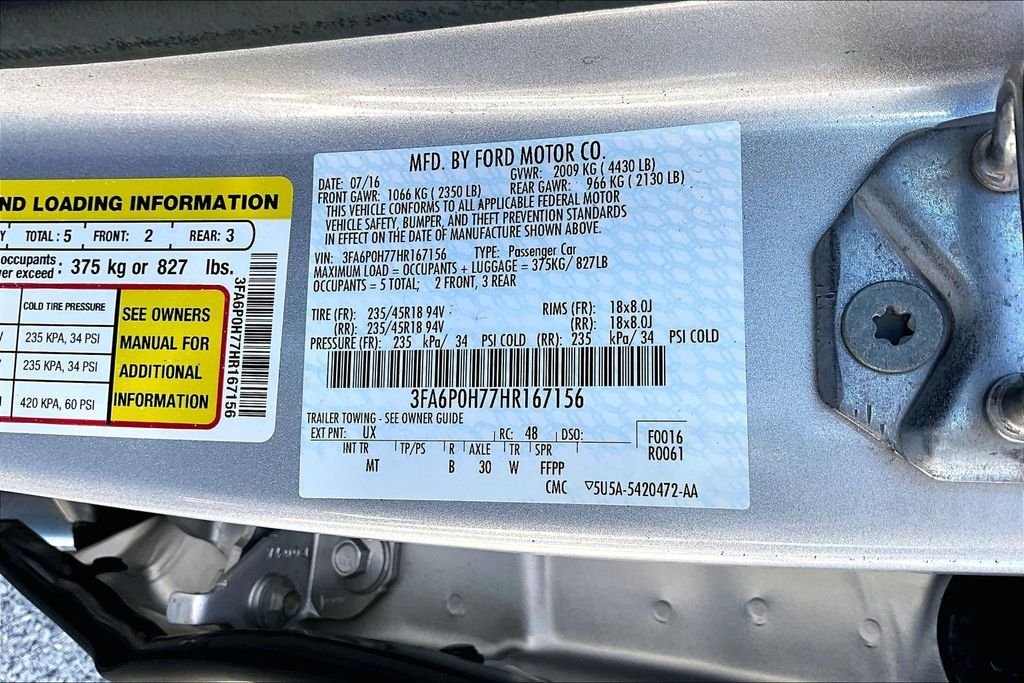 MFD. BY FORD MOTOR CO.
DATE: 07/16 GVWR: 2009 KG ( 4430 LB)
FRONT GAWR: 1066 KG ( 2350 LB) REAR GAWR: 966 KG ( 2130 LB)
THIS VEHICLE CONFORMS TO ALL APPLICABLE FEDERAL MOTOR
VEHICLE SAFETY, BUMPER, AND THEFT PREVENTION STANDARDS
IN EFFECT ON THE DATE OF MANUFACTURE SHOWN ABOVE.
VIN: 3FA6P0H77HR167156 TYPE: Passenger Car
MAXIMUM LOAD = OCCUPANTS + LUGGAGE = 375KG/ 827LB
OCCUPANTS = 5 TOTAL; 2 FRONT, 3 REAR
TIRE (FR): 235/45R18 94V RIMS (FR): 18x8.0J
(RR): 235/45R18 94V (RR): 18x8.0J
PRESSURE (FR): 235 kPa/ 34 PSI COLD (RR): 235 kPa/ 34 PSI COLD
3FA6P0H77HR167156
TRAILER TOWING - SEE OWNER GUIDE
EXT PNT: UX RC: 48 DSO: F0016
R0061
INT TR TP/PS R AXLE TR SPR
MT B 30 W FFPP
CMC ▽5U5A-5420472-AA
ND LOADING INFORMATION
TOTAL : 5 FRONT: 2 REAR: 3
occupants
ver exceed : 375 kg or 827 lbs.
COLD TIRE PRESSURE
235 KPA, 34 PSI
235 KPA, 34 PSI
420 KPA, 60 PSI
SEE OWNERS
MANUAL FOR
ADDITIONAL
INFORMATION
3FA6P0H77HR167156